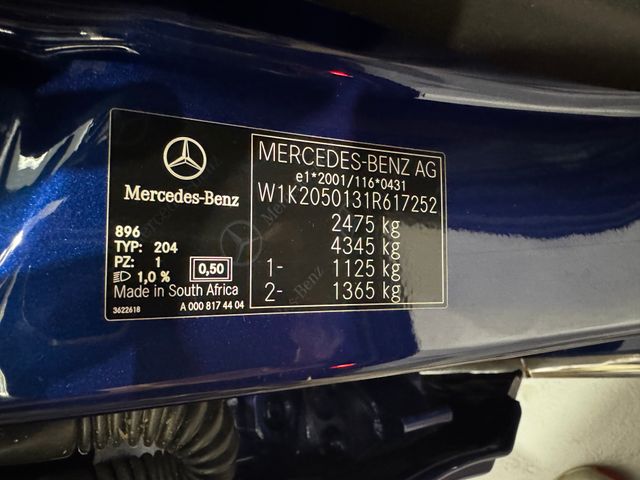 Mercedes-Benz
896
TYP: 204
PZ: 1
1,0 %
0,50
Made in South Africa
3622618
A 000 817 44 04
MERCEDES-BENZ AG
e1*2001/116*0431
W1K2050131R617252
2475 kg
4345 kg
1- 1125 kg
2- 1365 kg
Mercedes-Benz